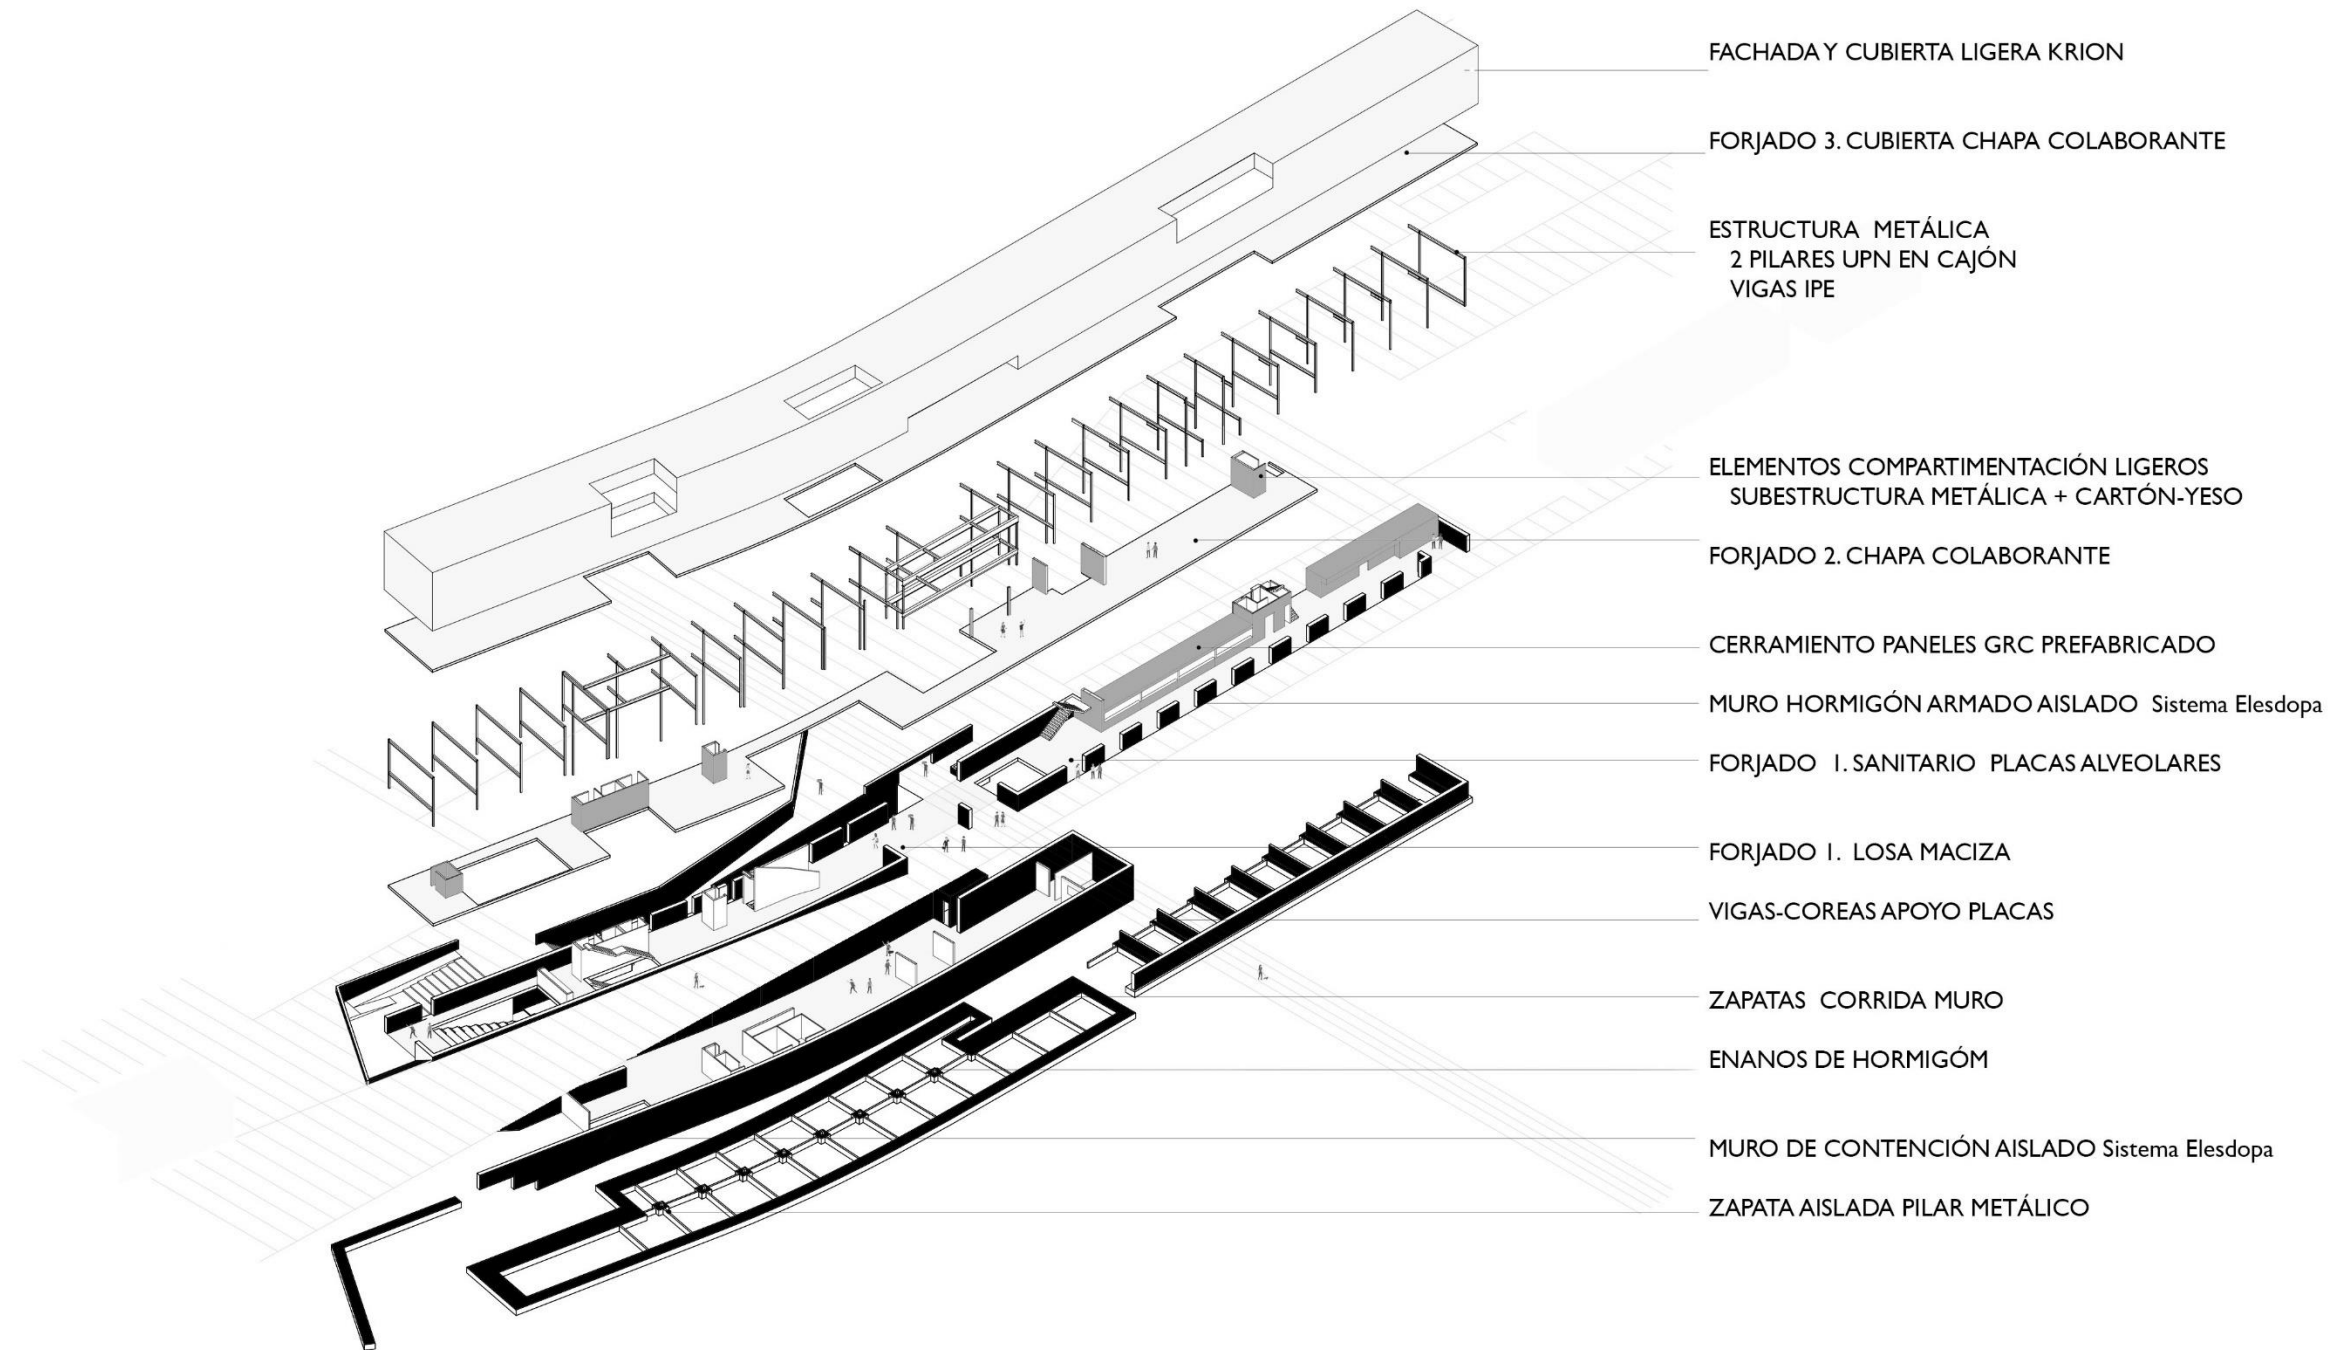 FACHADA Y CUBIERTA LIGERA KRION
FORJADO 3. CUBIERTA CHAPA COLABORANTE
ESTRUCTURA METÁLICA
2 PILARES UPN EN CAJÓN
VIGAS IPE
ELEMENTOS COMPARTIMENTACIÓN LIGEROS
SUBESTRUCTURA METÁLICA + CARTÓN-YESO
FORJADO 2. CHAPA COLABORANTE
CERRAMIENTO PANELES GRC PREFABRICADO
MURO HORMIGÓN ARMADO AISLADO Sistema Elesdopa
FORJADO 1. SANITARIO PLACAS ALVEOLARES
FORJADO 1. LOSA MACIZA
VIGAS-COREAS APOYO PLACAS
ZAPATAS CORRIDA MURO
ENANOS DE HORMIGÓM
MURO DE CONTENCIÓN AISLADO Sistema Elesdopa
ZAPATA AISLADA PILAR METÁLICO